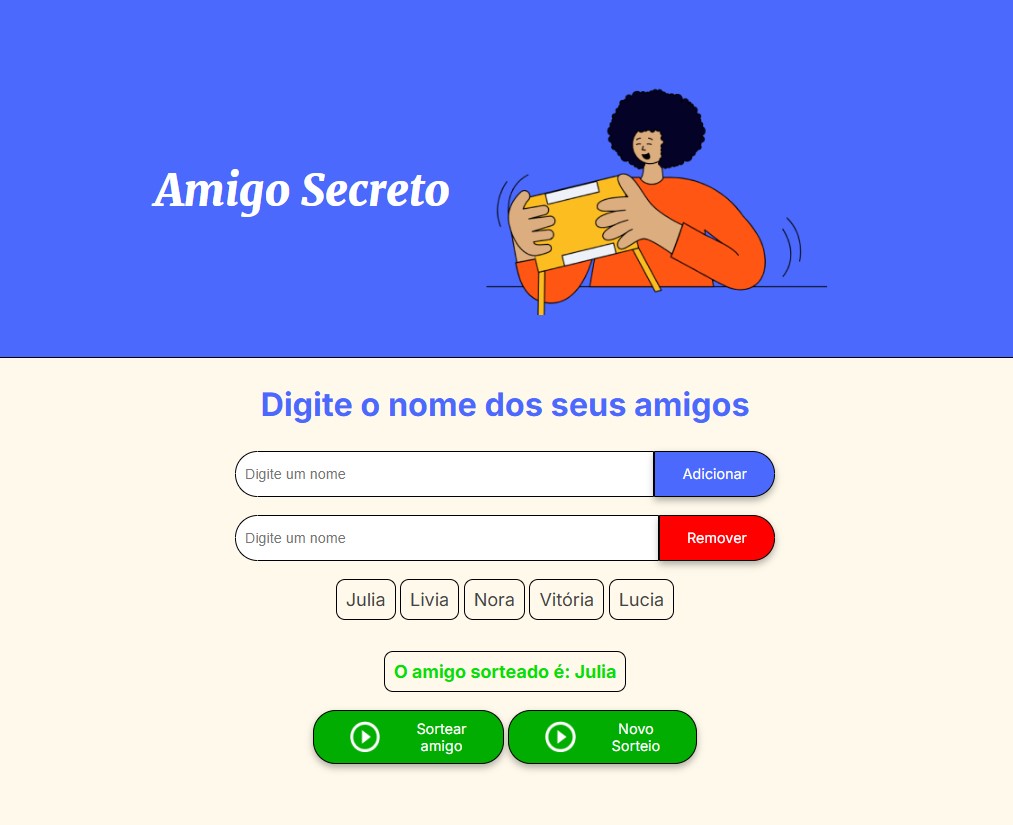 Amigo Secreto
Digite o nome dos seus amigos
Digite um nome
Adicionar
Digite um nome
Remover
Julia
Livia
Nora
Vitória
Lucia
O amigo sorteado é: Julia
Sortear
amigo
Novo
Sorteio